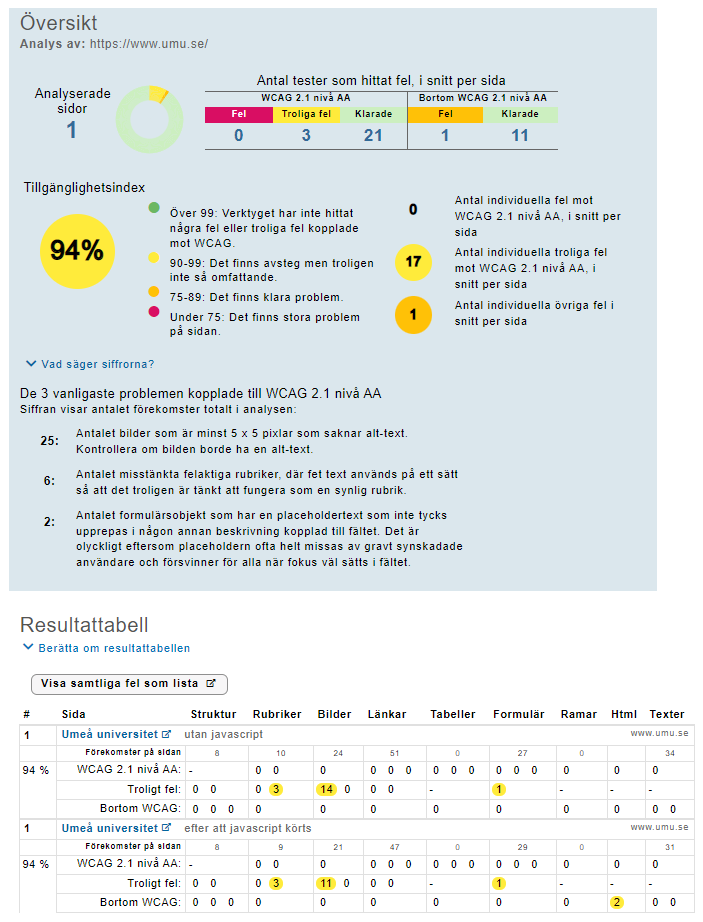 Översikt
Analys av: https://www.umu.se/
Analyserade
sidor
1
Antal tester som hittat fel, i snitt per sida
WCAG 2.1 nivå AA Bortom WCAG 2.1 nivå AA
Fel Troliga fel Klarade Fel Klarade
0 3 21 1 11
Tillgänglighetsindex
94%
Över 99: Verktyget har inte hittat
några fel eller troliga fel kopplade
mot WCAG.
90-99: Det finns avsteg men troligen
inte så omfattande.
75-89: Det finns klara problem.
Under 75: Det finns stora problem
på sidan.
0
Antal individuella fel mot
WCAG 2.1 nivå AA, i snitt per
sida
17
Antal individuella troliga fel
mot WCAG 2.1 nivå AA, i
snitt per sida
1
Antal individuella övriga fel i
snitt per sida
Vad säger siffrorna?
De 3 vanligaste problemen kopplade till WCAG 2.1 nivå AA
Siffran visar antalet förekomster totalt i analysen:
25: Antalet bilder som är minst 5 x 5 pixlar som saknar alt-text.
Kontrollera om bilden borde ha en alt-text.
6: Antalet misstänkta felaktiga rubriker, där fet text används på ett sätt
så att det troligen är tänkt att fungera som en synlig rubrik.
2: Antalet formulärsobjekt som har en placeholdertext som inte tycks
upprepas i någon annan beskrivning kopplad till fältet. Det är
olyckligt eftersom placeholdern ofta helt missas av gravt synskadade
användare och försvinner för alla när fokus väl sätts i fältet.
Resultattabell
Berätta om resultattabellen
Visa samtliga fel som lista
# Sida Struktur Rubriker Bilder Länkar Tabeller Formulär Ramar Html Texter
1 Umeå universitet utan javascript www.umu.se
Förekomster på sidan 8 10 24 51 0 27 0 34
94 % WCAG 2.1 nivå AA: - 0 0 0 0 0 0 0 0 0 0 0 0 0 0 0
Troligt fel: 0 0 0 3 14 0 0 0 - 1 - - -
Bortom WCAG: 0 0 0 0 0 0 0 0 0 0 0 0
1 Umeå universitet efter att javascript körts www.umu.se
Förekomster på sidan 8 9 21 47 0 29 0 31
94 % WCAG 2.1 nivå AA: - 0 0 0 0 0 0 0 0 0 0 0 0 0 0 0
Troligt fel: 0 0 0 3 11 0 0 0 - 1 - - -
Bortom WCAG: 0 0 0 0 0 0 0 0 0 2 0 0